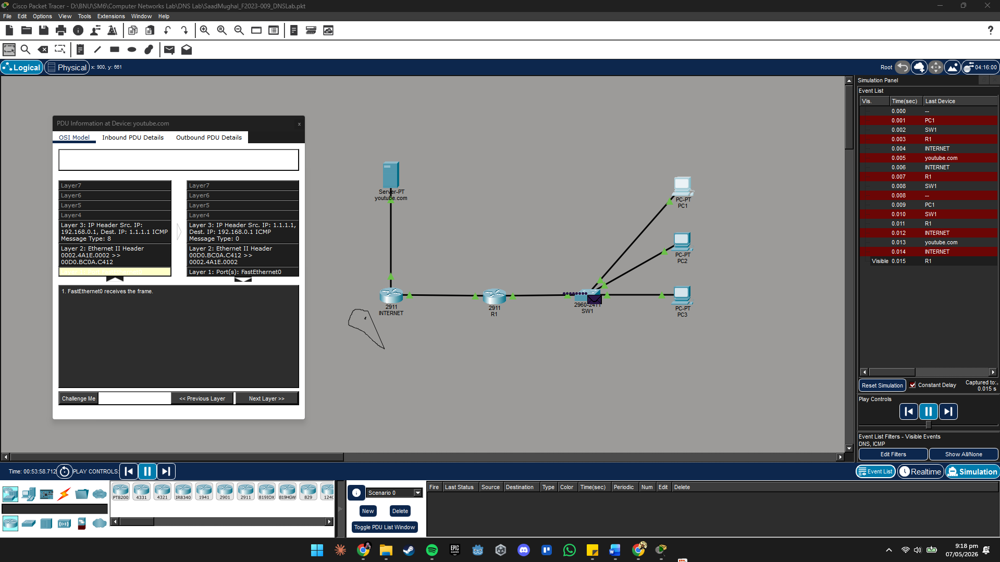 Cisco Packet Tracer - D:\BNU\SM6\Computer Networks Lab\DNS Lab\SaadMughal_F2023-009_DNSLab.pkt
File Edit Options View Tools Extensions Window Help
?
Logical Physical x: 900, y: 661
Root 04:16:00
Simulation Panel
Event List
Vis. Time(sec) Last Device
0.000 --
0.001 PC1
0.002 SW1
0.003 R1
0.004 INTERNET
0.005 youtube.com
0.006 INTERNET
0.007 R1
0.008 SW1
0.008 --
0.009 PC1
0.010 SW1
0.011 R1
0.012 INTERNET
0.013 youtube.com
0.014 INTERNET
Visible 0.015 R1
Reset Simulation Constant Delay Captured to:
0.015 s
Play Controls
Event List Filters - Visible Events
DNS, ICMP
Edit Filters Show All/None
Event List Realtime Simulation
PDU Information at Device: youtube.com x
OSI Model Inbound PDU Details Outbound PDU Details
Layer7
Layer6
Layer5
Layer4
Layer 3: IP Header Src. IP:
192.168.0.1, Dest. IP: 1.1.1.1 ICMP
Message Type: 8
Layer 2: Ethernet II Header
0002.4A1E.0002 >>
00D0.BC0A.C412
Layer7
Layer6
Layer5
Layer4
Layer 3: IP Header Src. IP: 1.1.1.1,
Dest. IP: 192.168.0.1 ICMP
Message Type: 0
Layer 2: Ethernet II Header
00D0.BC0A.C412 >>
0002.4A1E.0002
Layer 1: Port(s): FastEthernet0
1. FastEthernet0 receives the frame.
Challenge Me << Previous Layer Next Layer >>
Server-PT
youtube.com
2911
INTERNET
4
2911
R1
SW1
PC-PT
PC1
PC-PT
PC2
PC-PT
PC3
Time: 00:53:58.712 PLAY CONTROLS:
PT8200 4331 4321 IR8340 1941 2901 2911 819IOX 819HGW 829 1240
Scenario 0
New Delete
Toggle PDU List Window
Fire Last Status Source Destination Type Color Time(sec) Periodic Num Edit Delete
EPIC
GAMES
9:18 pm
07/05/2026